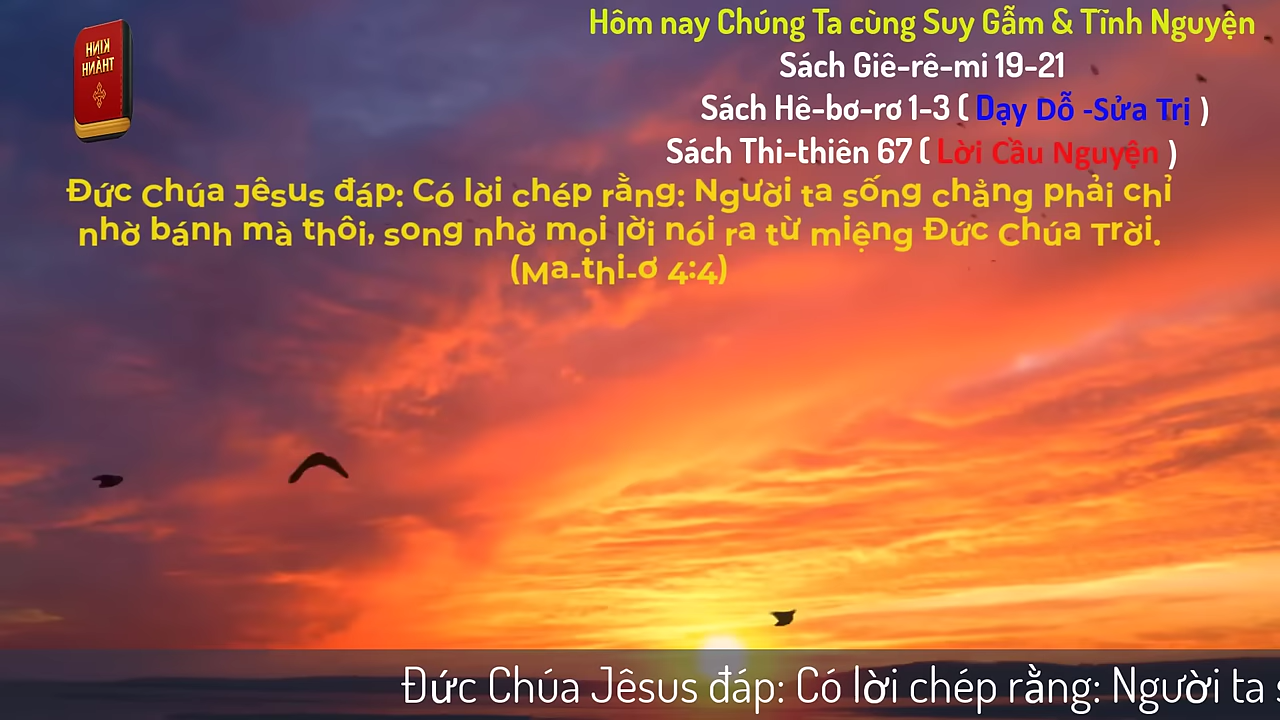 KINH
THÁNH
Hôm nay Chúng Ta cùng Suy Gẫm & Tĩnh Nguyện
Sách Giê-rê-mi 19-21
Sách Hê-bơ-rơ 1-3 ( Dạy Dỗ -Sửa Trị )
Sách Thi-thiên 67 ( Lời Cầu Nguyện )
Đức Chúa Jêsus đáp: Có lời chép rằng: Người ta sống chẳng phải chỉ
nhờ bánh mà thôi, song nhờ mọi lời nói ra từ miệng Đức Chúa Trời.
(Ma-thi-ơ 4:4)
Đức Chúa Jêsus đáp: Có lời chép rằng: Người ta